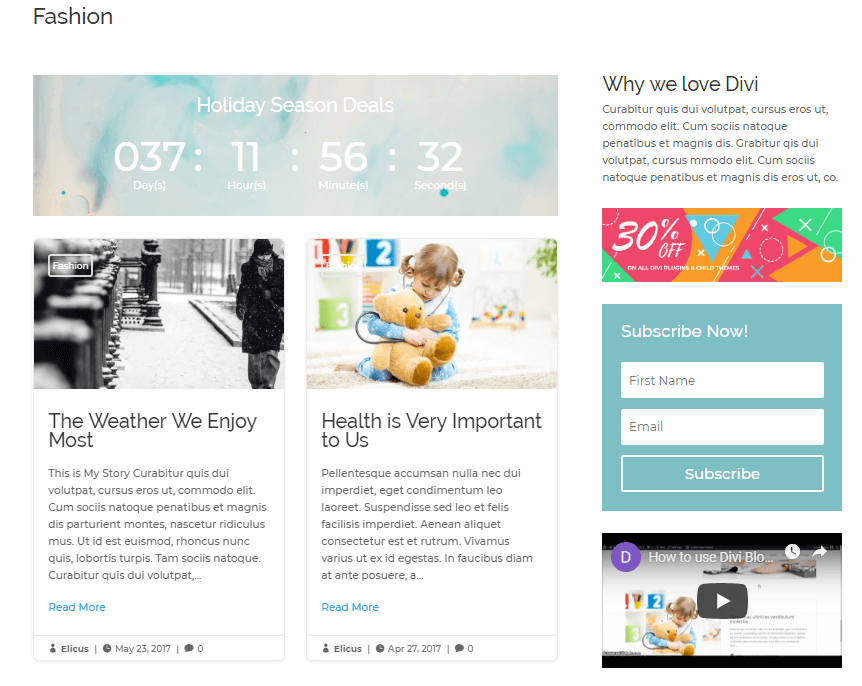 Fashion
Holiday Season Deals
037 : 11 : 56 : 32
Day(s) Hour(s) Minute(s) Second(s)
Fashion
The Weather We Enjoy
Most
This is My Story Curabitur quis dui
volutpat, cursus eros ut, commodo elit.
Cum sociis natoque penatibus et magnis
dis parturient montes, nascetur ridiculus
mus. Ut id est euismod, rhoncus nunc
quis, lobortis turpis. Tam sociis natoque.
Curabitur quis dui volutpat,...
Read More
Elicus | May 23, 2017 | 0
Health is Very Important
to Us
Pellentesque accumsan nulla nec dui
imperdiet, eget condimentum leo
laoreet. Suspendisse sed leo et felis
facilisis imperdiet. Aenean aliquet
consectetur est et rutrum. Vivamus
varius ut ex id egestas. In faucibus diam
at ante posuere, a...
Read More
Elicus | Apr 27, 2017 | 0
Why we love Divi
Curabitur quis dui volutpat, cursus eros ut,
commodo elit. Cum sociis natoque
penatibus et magnis dis. Grabitur qis dui
volutpat, cursus mmodo elit. Cum sociis
natoque penatibus et magnis dis eros ut, co.
30%
OFF
ON ALL DIVI PLUGINS & CHILD THEMES
Subscribe Now!
First Name
Email
Subscribe
D How to use Divi Blo...